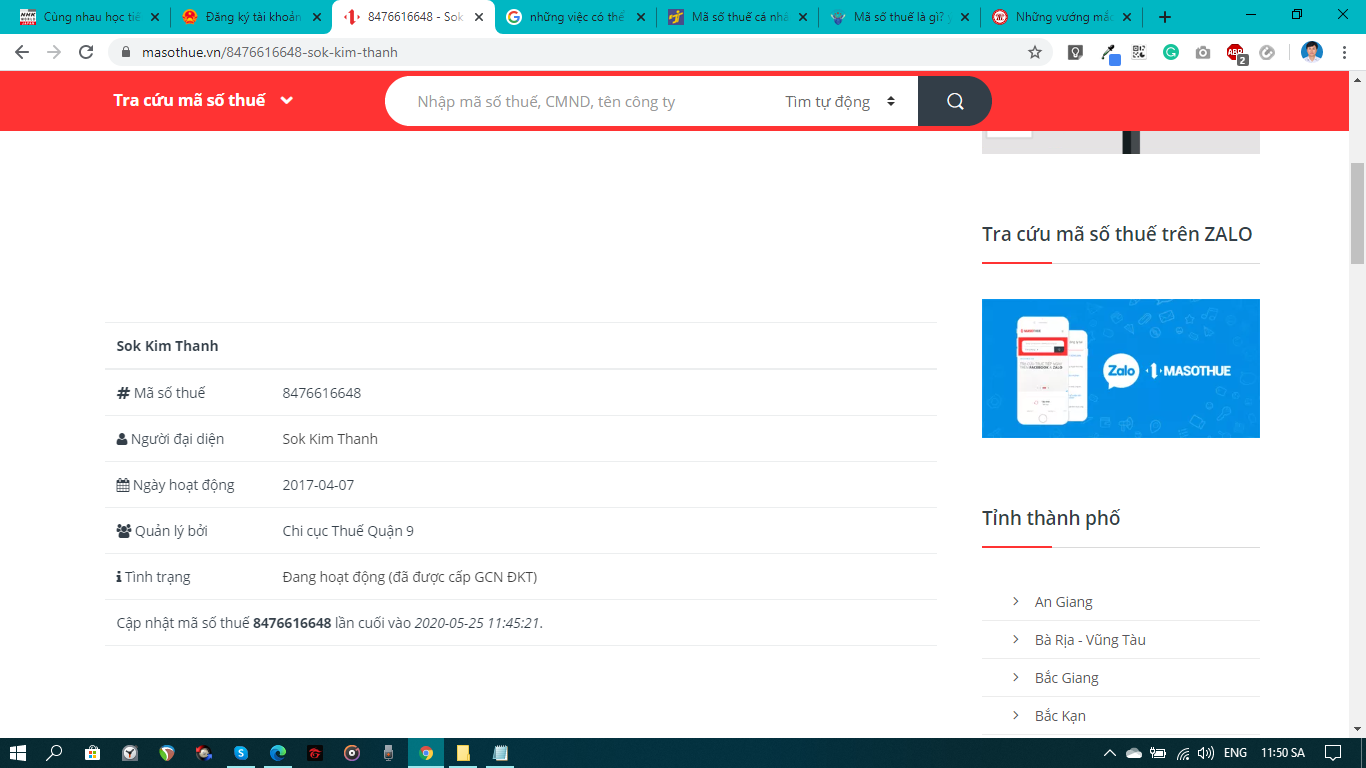 Cùng nhau học tiế
Đăng ký tài khoản
8476616648 - Sok
những việc có thể
Mã số thuế cá nhâ
Mã số thuế là gì?
Những vướng mắc
masothue.vn/8476616648-sok-kim-thanh
2
Tra cứu mã số thuế
Nhập mã số thuế, CMND, tên công ty
Tìm tự động
Tra cứu mã số thuế trên ZALO
Zalo
MASOTHUE
Sok Kim Thanh
Mã số thuế 8476616648
Người đại diện Sok Kim Thanh
Ngày hoạt động 2017-04-07
Quản lý bởi Chi cục Thuế Quận 9
Tình trạng Đang hoạt động (đã được cấp GCN ĐKT)
Cập nhật mã số thuế 8476616648 lần cuối vào 2020-05-25 11:45:21.
Tỉnh thành phố
An Giang
Bà Rịa - Vũng Tàu
Bắc Giang
Bắc Kạn
ENG
11:50 SA